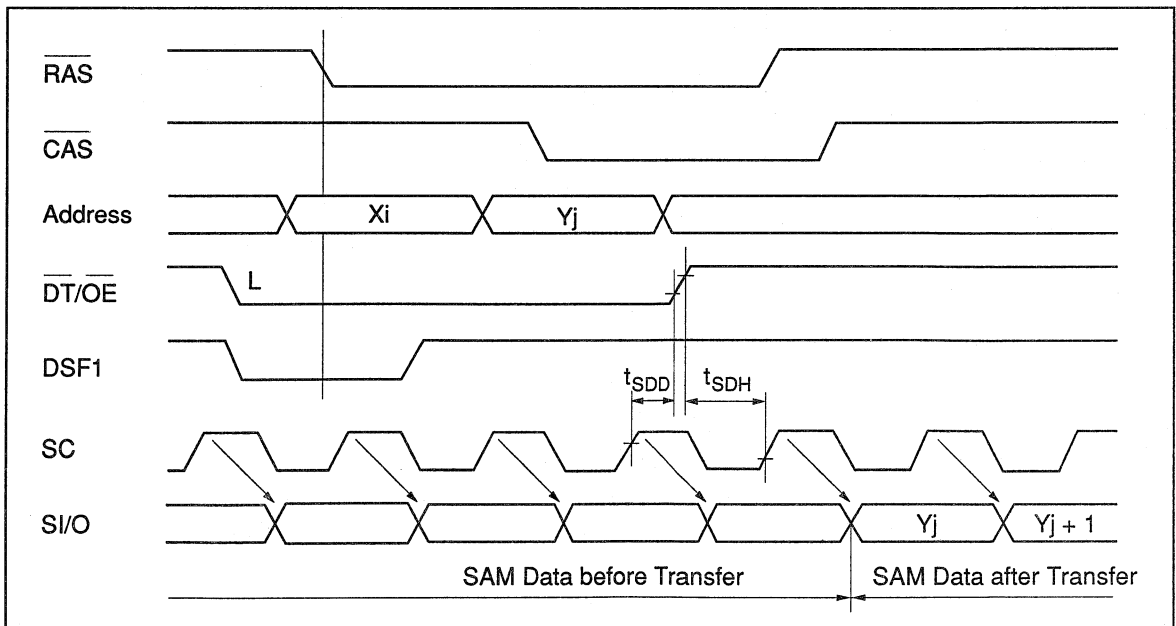 RAS
CAS
Address
Xi
Yj
DT/OE
L
DSF1
tSDD
tSDH
SC
SI/O
Yj
Yj + 1
SAM Data before Transfer
SAM Data after Transfer